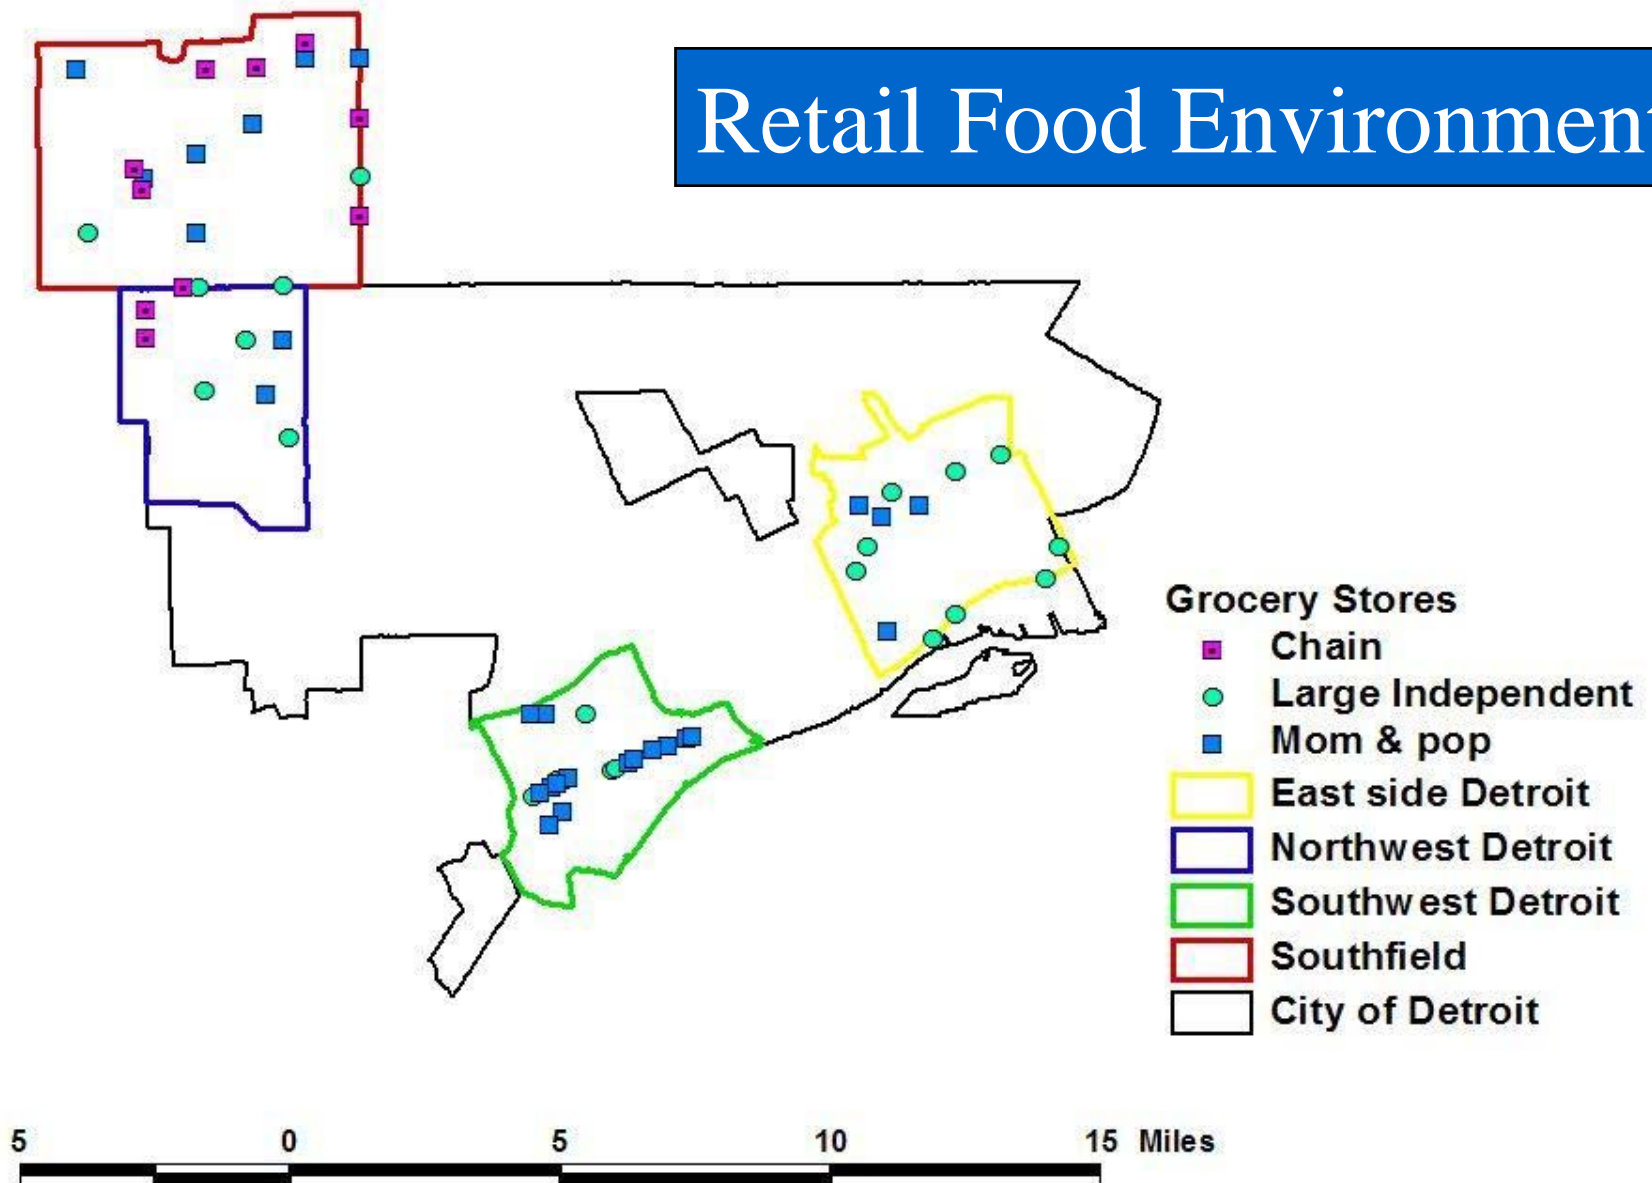 Retail Food Environment
Grocery Stores
Chain
Large Independent
Mom & pop
East side Detroit
Northwest Detroit
Southwest Detroit
Southfield
City of Detroit
5 0 5 10 15 Miles